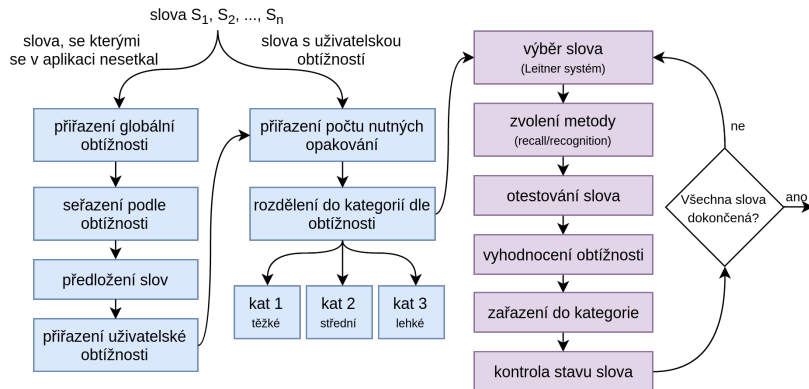 slova S1, S2, ..., Sn
slova, se kterými
se v aplikaci nesetkal
slova s uživatelskou
obtížností
přiřazení globální
obtížnosti
seřazení podle
obtížnosti
předložení slov
přiřazení uživatelské
obtížnosti
přiřazení počtu nutných
opakování
rozdělení do kategorií dle
obtížnosti
kat 1
těžké
kat 2
střední
kat 3
lehké
výběr slova
(Leitner systém)
zvolení metody
(recall/recognition)
otestování slova
vyhodnocení obtížnosti
zařazení do kategorie
kontrola stavu slova
ne
Všechna slova
dokončená?
ano